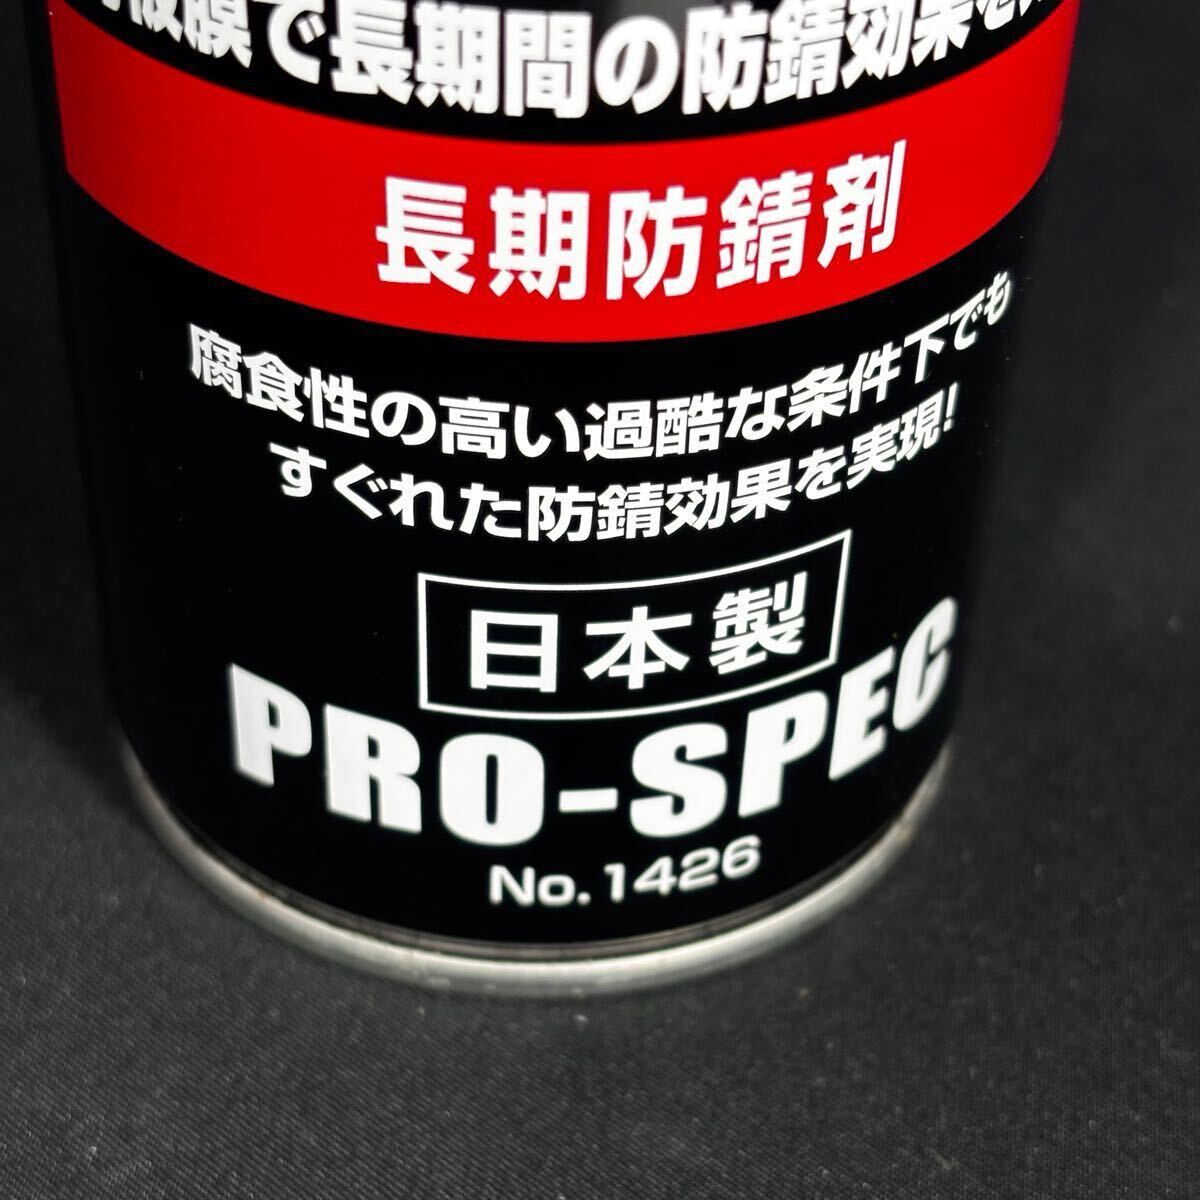 被膜で長期間の防錆効果を
長期防錆剤
腐食性の高い過酷な条件下でも
すぐれた防錆効果を実現!
日本製
PRO-SPEC
No.1426